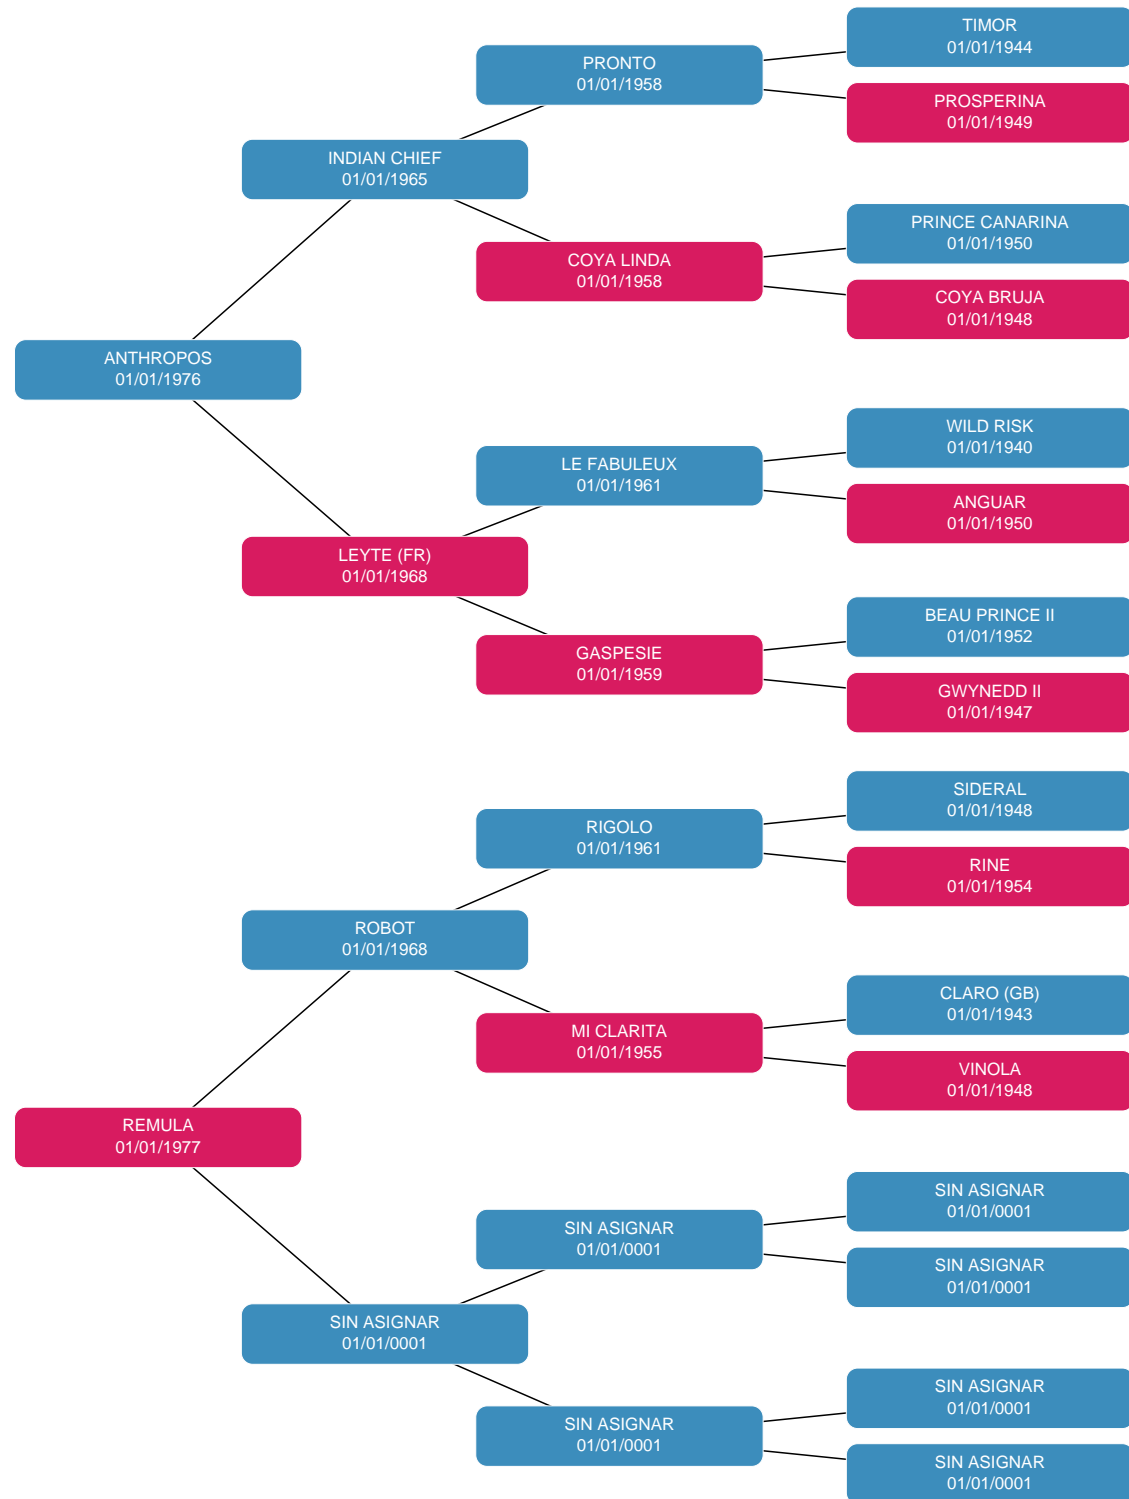 TIMOR
01/01/1944
PRONTO
01/01/1958
PROSPERINA
01/01/1949
INDIAN CHIEF
01/01/1965
PRINCE CANARINA
01/01/1950
COYA LINDA
01/01/1958
COYA BRUJA
01/01/1948
ANTHROPOS
01/01/1976
WILD RISK
01/01/1940
LE FABULEUX
01/01/1961
ANGUAR
01/01/1950
LEYTE (FR)
01/01/1968
BEAU PRINCE II
01/01/1952
GASPESIE
01/01/1959
GWYNEDD II
01/01/1947
SIDERAL
01/01/1948
RIGOLO
01/01/1961
RINE
01/01/1954
ROBOT
01/01/1968
CLARO (GB)
01/01/1943
MI CLARITA
01/01/1955
VINOLA
01/01/1948
REMULA
01/01/1977
SIN ASIGNAR
01/01/0001
SIN ASIGNAR
01/01/0001
SIN ASIGNAR
01/01/0001
SIN ASIGNAR
01/01/0001
SIN ASIGNAR
01/01/0001
SIN ASIGNAR
01/01/0001
SIN ASIGNAR
01/01/0001